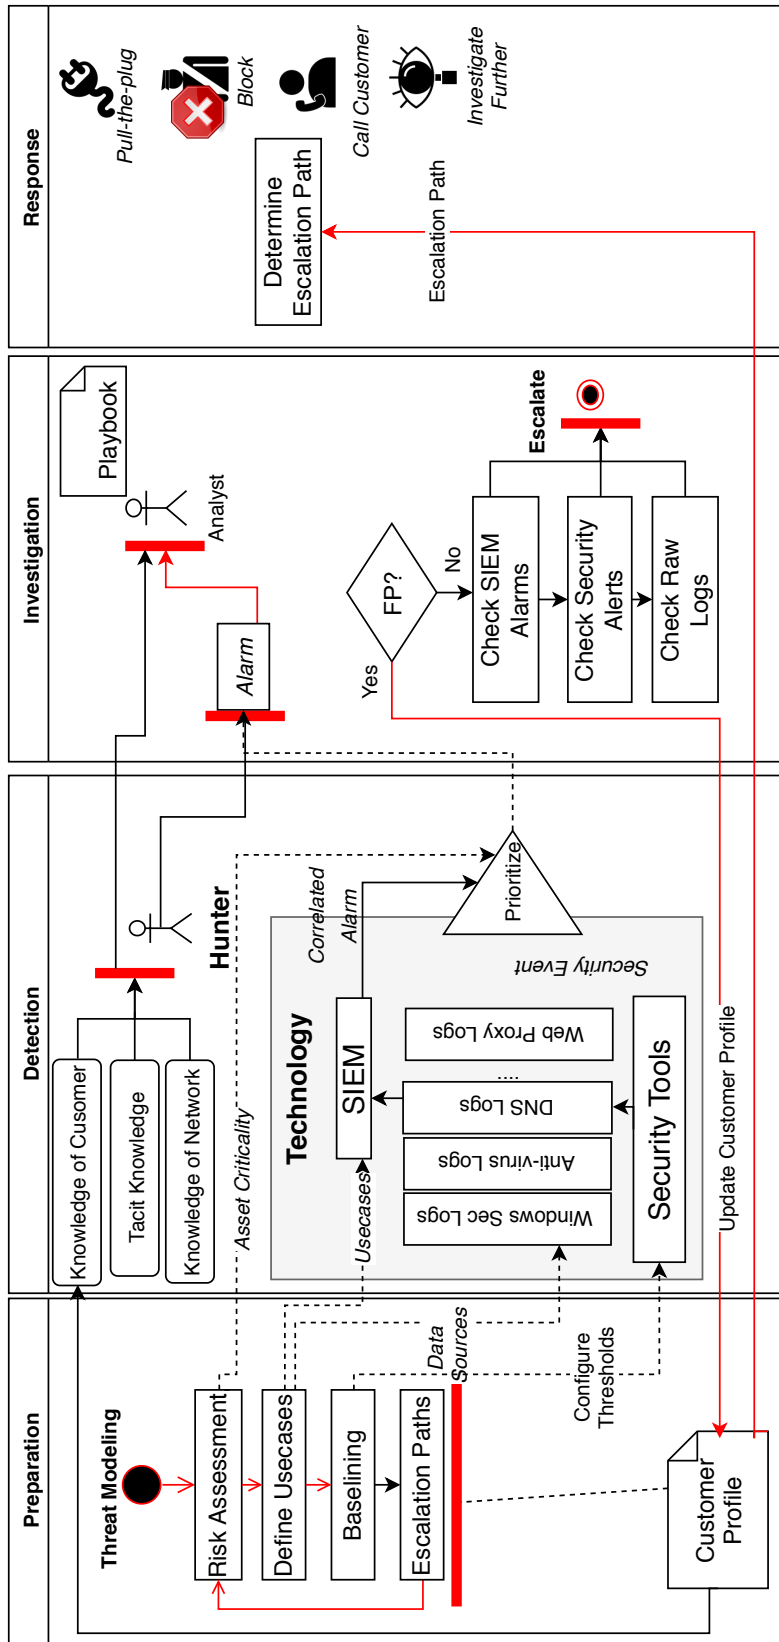 Preparation
Threat Modeling
Risk Assessment
Define Usecases
Baselining
Escalation Paths
Data
Sources
Configure
Thresholds
Customer
Profile
Detection
Knowledge of Cusomer
Tacit Knowledge
Knowledge of Network
Hunter
Asset Criticality
Technology
Usecases
SIEM
Correlated
Alarm
Windows Sec Logs
Anti-virus Logs
DNS Logs
....
Web Proxy Logs
Security Event
Security Tools
Prioritize
Update Customer Profile
Investigation
Playbook
Analyst
Alarm
FP?
Yes
No
Check SIEM
Alarms
Check Security
Alerts
Check Raw
Logs
Escalate
Response
Pull-the-plug
Block
Call Customer
Investigate
Further
Determine
Escalation Path
Escalation Path